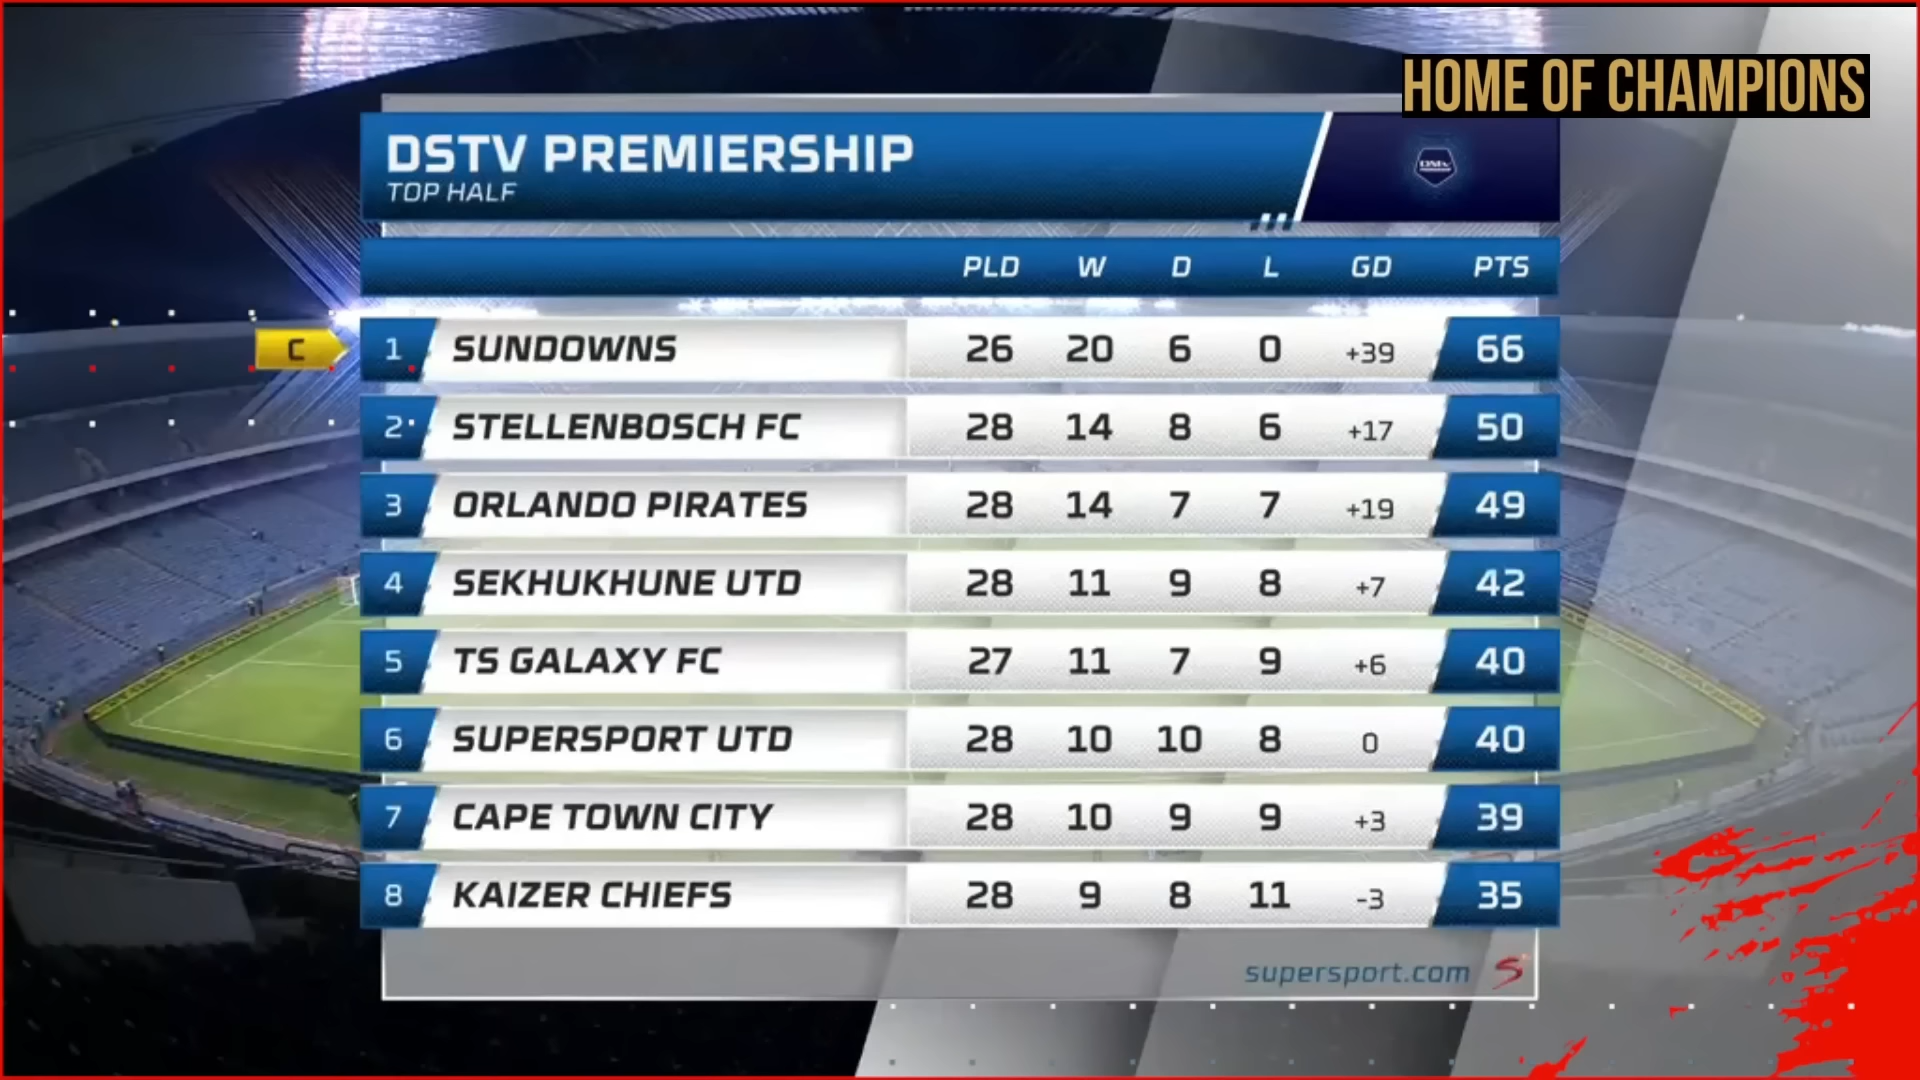 HOME OF CHAMPIONS
DSTV PREMIERSHIP
TOP HALF
PLD W D L GD PTS
C 1 SUNDOWNS 26 20 6 0 +39 66
2 STELLENBOSCH FC 28 14 8 6 +17 50
3 ORLANDO PIRATES 28 14 7 7 +19 49
4 SEKHUKHUNE UTD 28 11 9 8 +7 42
5 TS GALAXY FC 27 11 7 9 +6 40
6 SUPERSPORT UTD 28 10 10 8 0 40
7 CAPE TOWN CITY 28 10 9 9 +3 39
8 KAIZER CHIEFS 28 9 8 11 -3 35
supersport.com S